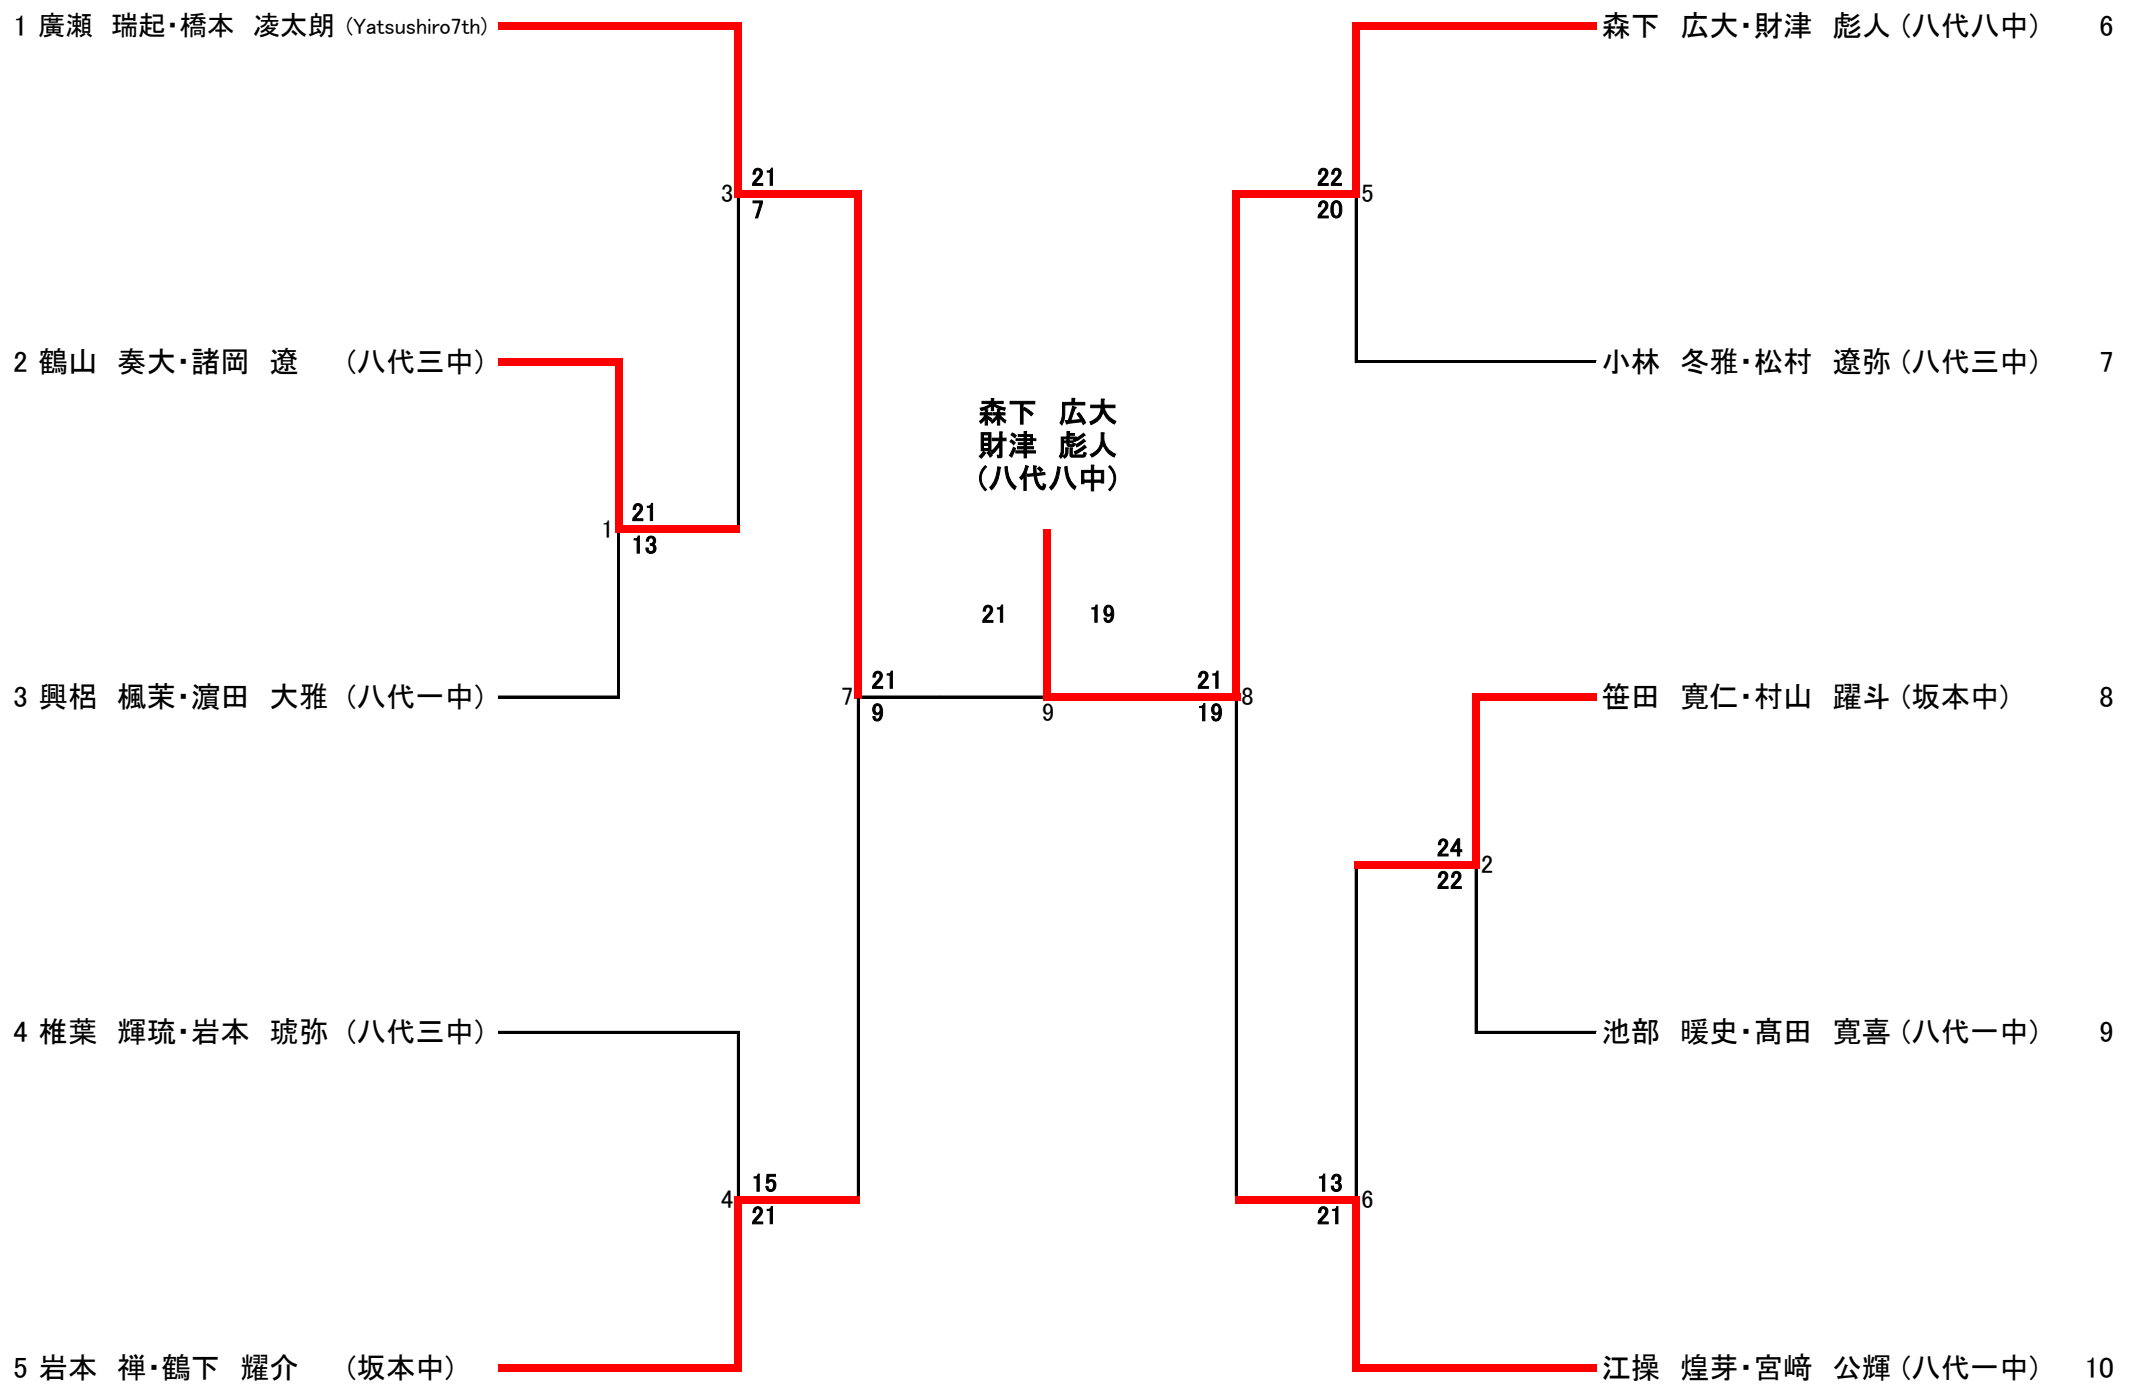 1 廣瀬　瑞起・橋本　凌太朗 (Yatsushiro7th)
森下　広大・財津　彪人 (八代八中) 6
21
3
7
22
5
20
2 鶴山　奏大・諸岡　遼 (八代三中)
小林　冬雅・松村　遼弥 (八代三中) 7
森下　広大
財津　彪人
(八代八中)
21
1
13
21 19
3 興梠　楓茉・濵田　大雅 (八代一中)
21
7
9
9
21
8
19
笹田　寛仁・村山　躍斗 (坂本中) 8
24
2
22
4 椎葉　輝琉・岩本　琥弥 (八代三中)
池部　暖史・髙田　寛喜 (八代一中) 9
15
4
21
13
6
21
5 岩本　禅・鶴下　耀介 (坂本中)
江操　煌芽・宮﨑　公輝 (八代一中) 10